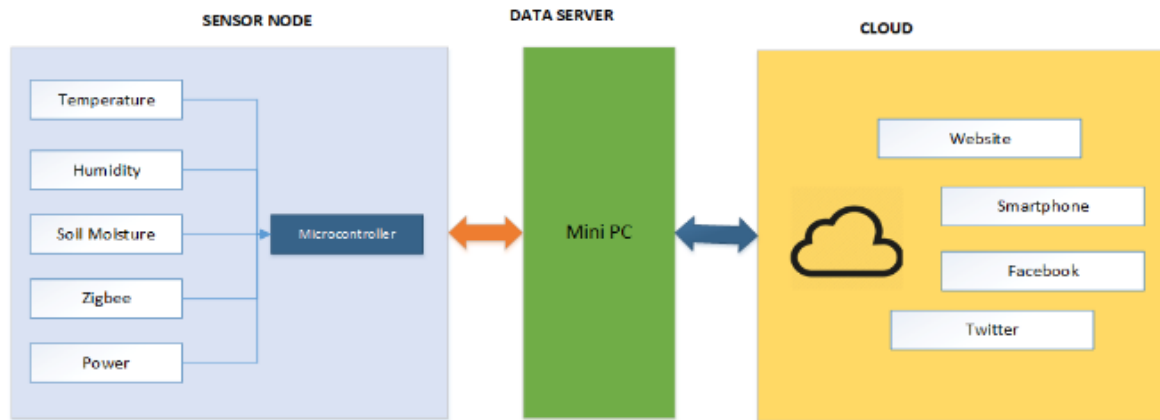 SENSOR NODE
DATA SERVER
CLOUD
Temperature
Humidity
Soil Moisture
Zigbee
Power
Microcontroller
Mini PC
Website
Smartphone
Facebook
Twitter